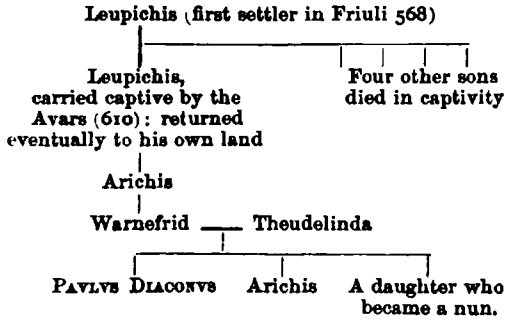 Leupichis (first settler in Friuli 568)
Leupichis,
carried captive by the
Avars (610): returned
eventually to his own land
Four other sons
died in captivity
Arichis
Warnefrid
Theudelinda
PAVLVS DIACONVS
Arichis
A daughter who
became a nun.